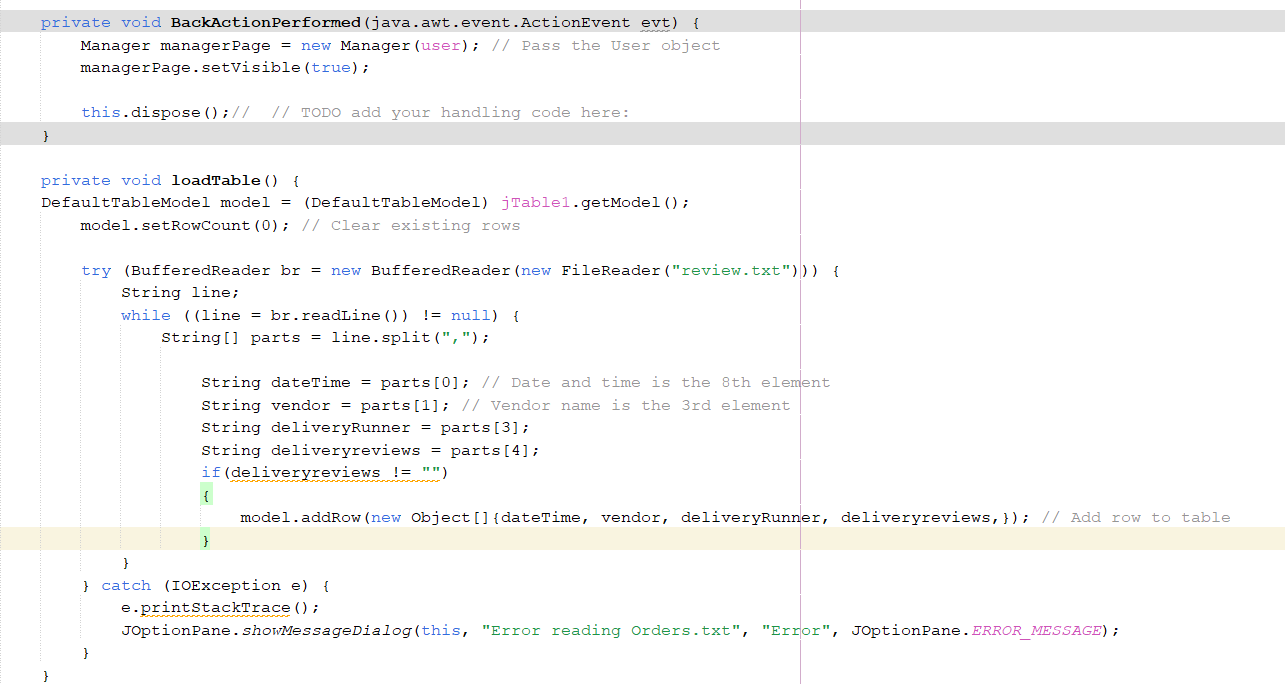 private void BackActionPerformed(java.awt.event.ActionEvent evt) {
    Manager managerPage = new Manager(user); // Pass the User object
    managerPage.setVisible(true);

    this.dispose();//  // TODO add your handling code here:
}

private void loadTable() {
DefaultTableModel model = (DefaultTableModel) jTable1.getModel();
    model.setRowCount(0); // Clear existing rows

    try (BufferedReader br = new BufferedReader(new FileReader("review.txt"))) {
        String line;
        while ((line = br.readLine()) != null) {
            String[] parts = line.split(",");

                String dateTime = parts[0]; // Date and time is the 8th element
                String vendor = parts[1]; // Vendor name is the 3rd element
                String deliveryRunner = parts[3];
                String deliveryreviews = parts[4];
                if(deliveryreviews != "")
                {
                    model.addRow(new Object[]{dateTime, vendor, deliveryRunner, deliveryreviews,}); // Add row to table
                }
        }
    } catch (IOException e) {
        e.printStackTrace();
        JOptionPane.showMessageDialog(this, "Error reading Orders.txt", "Error", JOptionPane.ERROR_MESSAGE);
    }
}